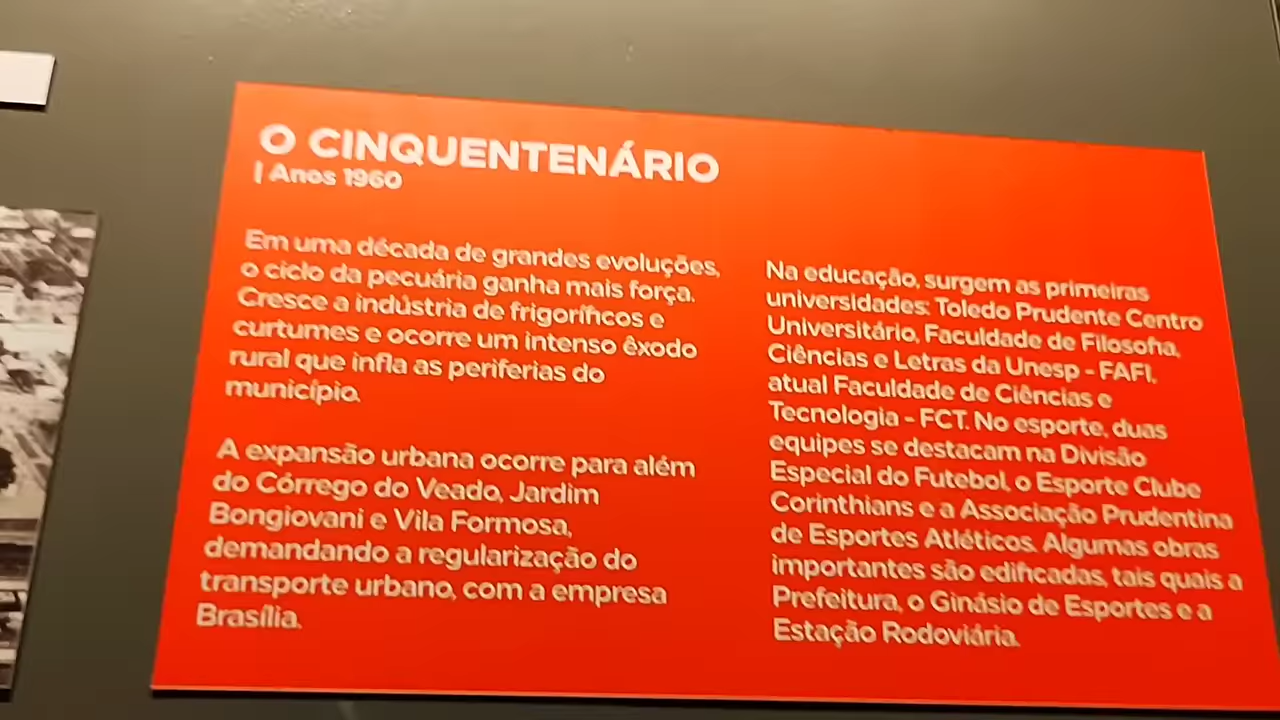 O CINQUENTENÁRIO
| Anos 1960
Em uma década de grandes evoluções,
o ciclo da pecuária ganha mais força.
Cresce a indústria de frigoríficos e
curtumes e ocorre um intenso êxodo
rural que infla as periferias do
município.
A expansão urbana ocorre para além
do Córrego do Veado, Jardim
Bongiovani e Vila Formosa,
demandando a regularização do
transporte urbano, com a empresa
Brasília.
Na educação, surgem as primeiras
universidades: Toledo Prudente Centro
Universitário, Faculdade de Filosofia,
Ciências e Letras da Unesp - FAFI,
atual Faculdade de Ciências e
Tecnologia - FCT. No esporte, duas
equipes se destacam na Divisão
Especial do Futebol, o Esporte Clube
Corinthians e a Associação Prudentina
de Esportes Atléticos. Algumas obras
importantes são edificadas, tais quais a
Prefeitura, o Ginásio de Esportes e a
Estação Rodoviária.